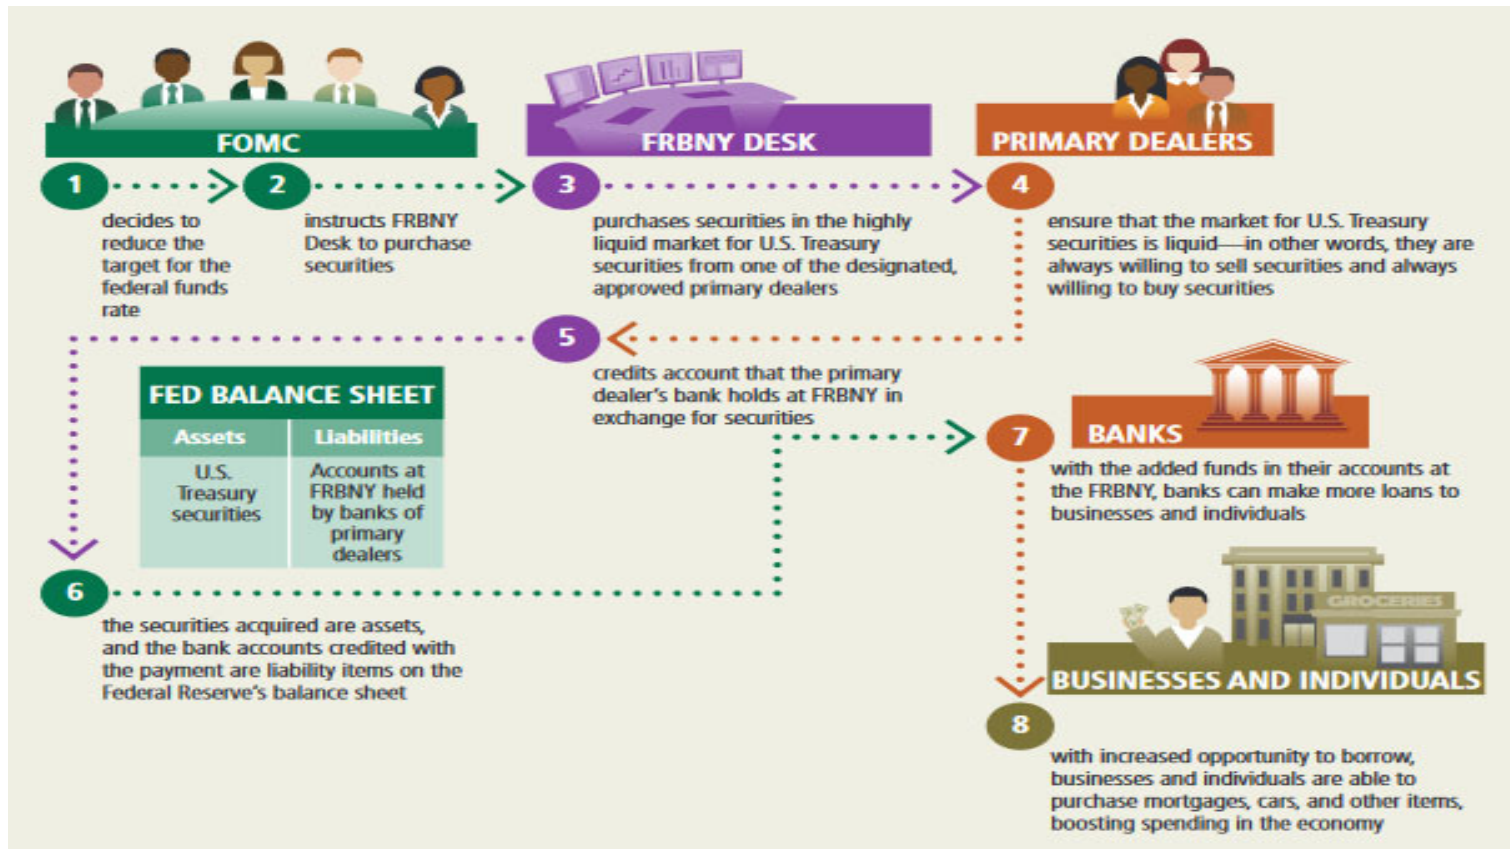 FOMC
FRBNY DESK
PRIMARY DEALERS
1
decides to
reduce the
target for the
federal funds
rate
2
instructs FRBNY
Desk to purchase
securities
3
purchases securities in the highly
liquid market for U.S. Treasury
securities from one of the designated,
approved primary dealers
4
ensure that the market for U.S. Treasury
securities is liquid—in other words, they are
always willing to sell securities and always
willing to buy securities
5
credits account that the primary
dealer's bank holds at FRBNY in
exchange for securities
FED BALANCE SHEET
Assets
Liabilities
U.S.
Treasury
securities
Accounts at
FRBNY held
by banks of
primary
dealers
6
the securities acquired are assets,
and the bank accounts credited with
the payment are liability items on the
Federal Reserve's balance sheet
BANKS
7
with the added funds in their accounts at
the FRBNY, banks can make more loans to
businesses and individuals
GROCERIES
BUSINESSES AND INDIVIDUALS
8
with increased opportunity to borrow,
businesses and individuals are able to
purchase mortgages, cars, and other items,
boosting spending in the economy